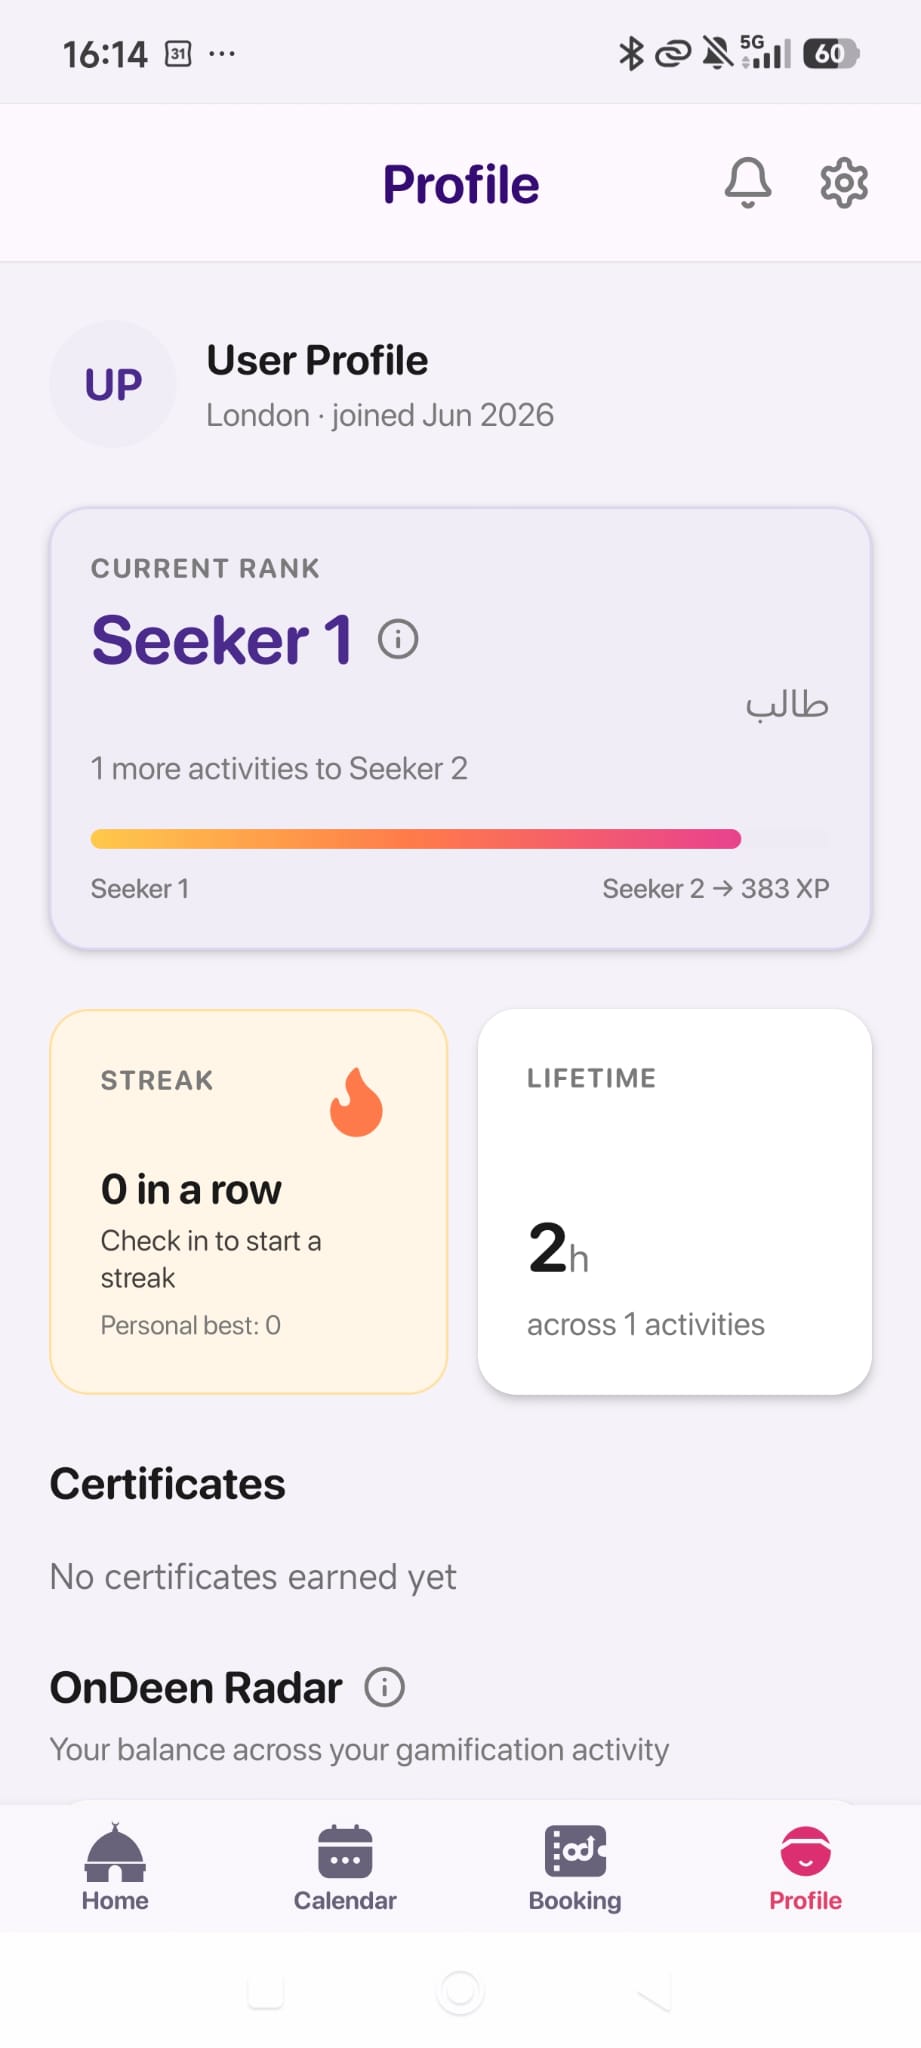 16:14 31 ...
5G 60
Profile
UP
User Profile
London · joined Jun 2026
CURRENT RANK
Seeker 1
طالب
1 more activities to Seeker 2
Seeker 1
Seeker 2 → 383 XP
STREAK
0 in a row
Check in to start a
streak
Personal best: 0
LIFETIME
2h
across 1 activities
Certificates
No certificates earned yet
OnDeen Radar
Your balance across your gamification activity
Home
Calendar
Booking
Profile